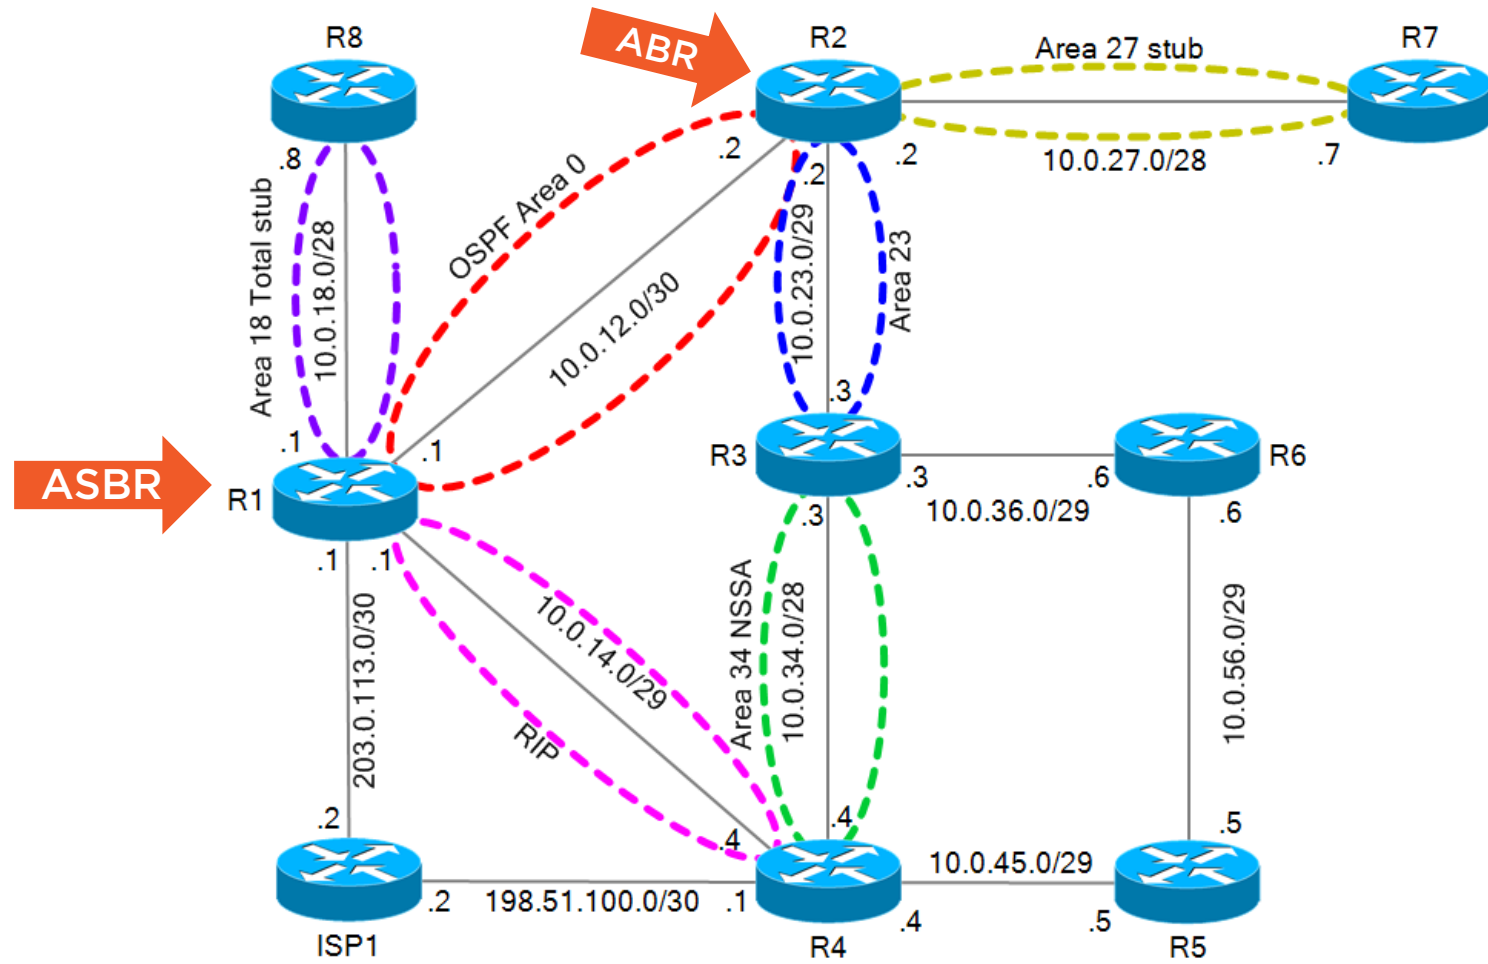 R8
ABR
R2
Area 27 stub
R7
.8
.2
.2
.2
10.0.27.0/28
.7
Area 18 Total stub
10.0.18.0/28
OSPF Area 0
10.0.12.0/30
10.0.23.0/29
Area 23
.1
.1
.3
ASBR
R1
R3
.3
.6
R6
10.0.36.0/29
.1
.1
.3
.6
203.0.113.0/30
10.0.14.0/29
RIP
Area 34 NSSA
10.0.34.0/28
10.0.56.0/29
.2
.4
.4
.5
.2
198.51.100.0/30
.1
10.0.45.0/29
.4
.5
ISP1
R4
R5